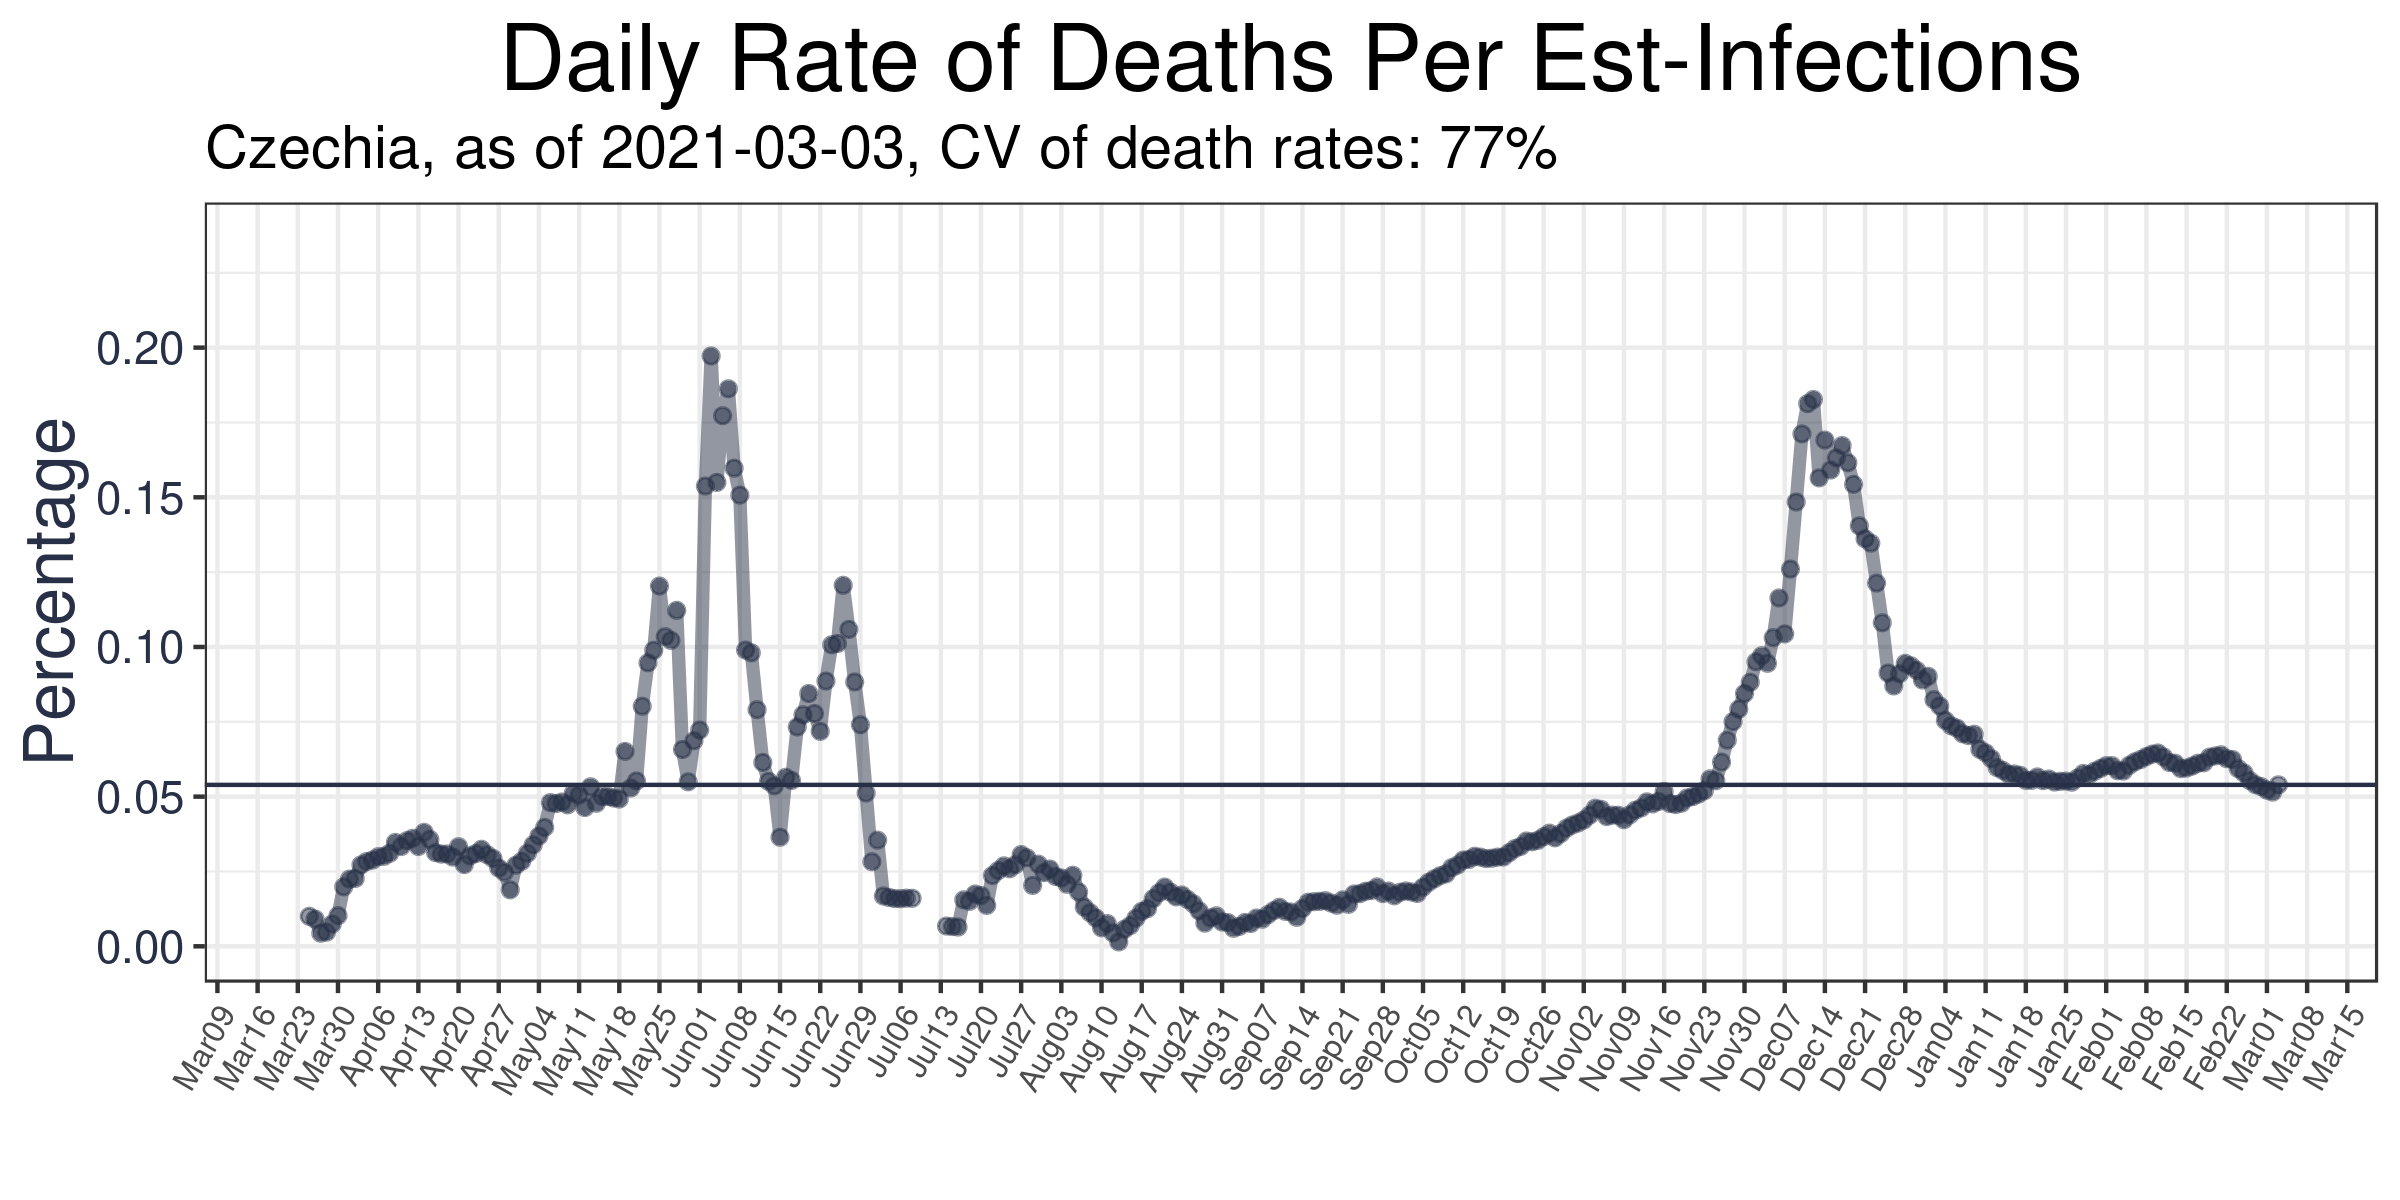 Daily Rate of Deaths Per Est-Infections
Czechia, as of 2021-03-03, CV of death rates: 77%
Percentage
0.20
0.15
0.10
0.05
0.00
Mar09
Mar16
Mar23
Mar30
Apr06
Apr13
Apr20
Apr27
May04
May11
May18
May25
Jun01
Jun08
Jun15
Jun22
Jun29
Jul06
Jul13
Jul20
Jul27
Aug03
Aug10
Aug17
Aug24
Aug31
Sep07
Sep14
Sep21
Sep28
Oct05
Oct12
Oct19
Oct26
Nov02
Nov09
Nov16
Nov23
Nov30
Dec07
Dec14
Dec21
Dec28
Jan04
Jan11
Jan18
Jan25
Feb01
Feb08
Feb15
Feb22
Mar01
Mar08
Mar15